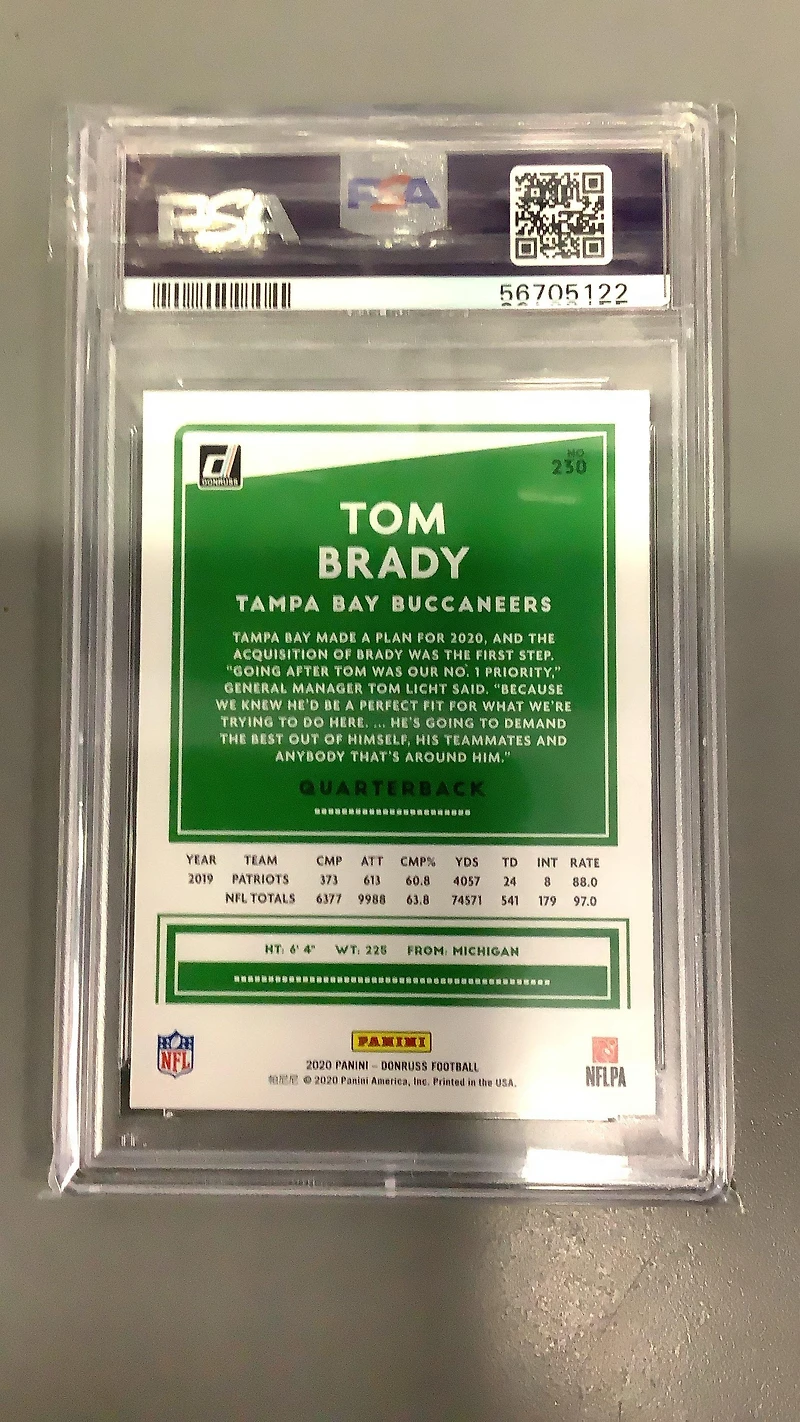 PSA
PSA
56705122
DONRUSS
NO
230
TOM
BRADY
TAMPA BAY BUCCANEERS
TAMPA BAY MADE A PLAN FOR 2020, AND THE
ACQUISITION OF BRADY WAS THE FIRST STEP.
"GOING AFTER TOM WAS OUR NO. 1 PRIORITY,"
GENERAL MANAGER TOM LICHT SAID. "BECAUSE
WE KNEW HE'D BE A PERFECT FIT FOR WHAT WE'RE
TRYING TO DO HERE. ... HE'S GOING TO DEMAND
THE BEST OUT OF HIMSELF, HIS TEAMMATES AND
ANYBODY THAT'S AROUND HIM."
QUARTERBACK
YEAR TEAM CMP ATT CMP% YDS TD INT RATE
2019 PATRIOTS 373 613 60.8 4057 24 8 88.0
NFL TOTALS 6377 9988 63.8 74571 541 179 97.0
HT: 6' 4" WT: 225 FROM: MICHIGAN
NFL
PANINI
2020 PANINI – DONRUSS FOOTBALL
帕尼尼 © 2020 Panini America, Inc. Printed in the USA.
NFLPA